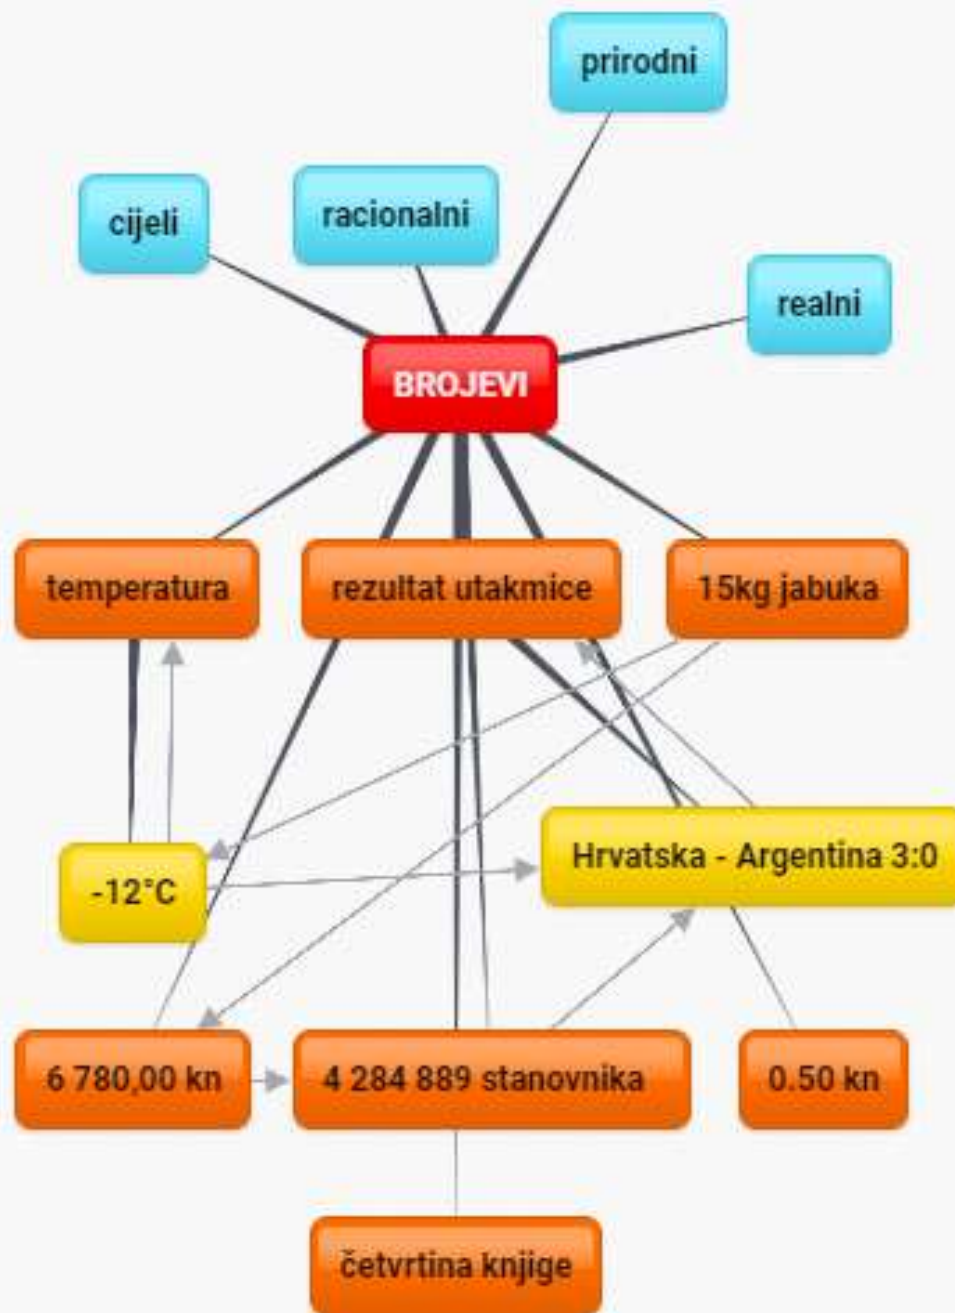 prirodni
cijeli
racionalni
realni
BROJEVI
temperatura
rezultat utakmice
15kg jabuka
-12°C
Hrvatska - Argentina 3:0
6 780,00 kn
4 284 889 stanovnika
0.50 kn
četvrtina knjige